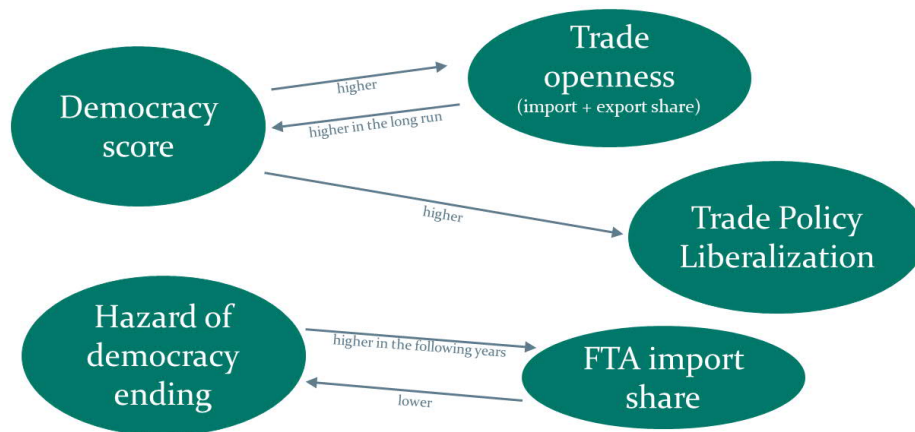 Trade
openness
(import + export share)
higher
Democracy
score
higher in the long run
higher
Trade Policy
Liberalization
Hazard of
democracy
ending
higher in the following years
FTA import
share
lower